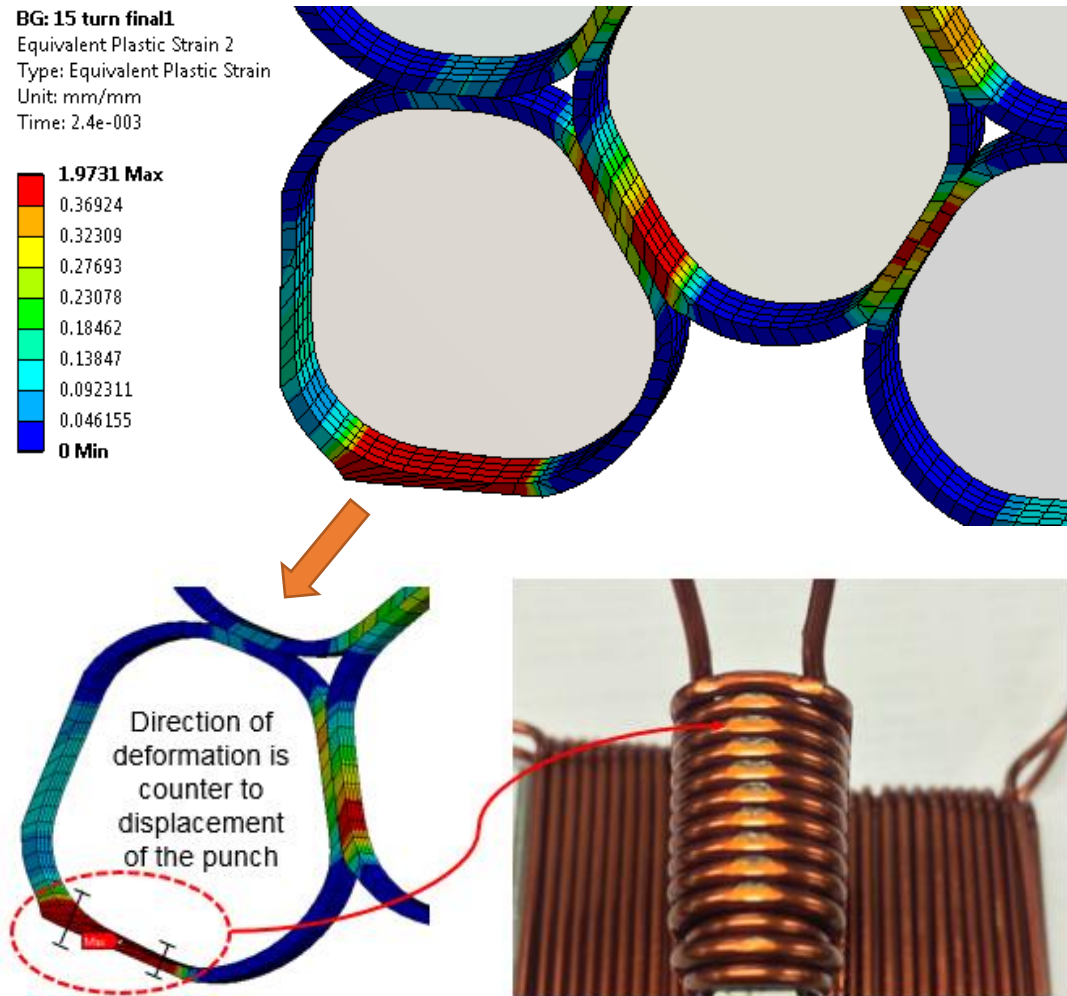 BG: 15 turn final1
Equivalent Plastic Strain 2
Type: Equivalent Plastic Strain
Unit: mm/mm
Time: 2.4e-003
1.9731 Max
0.36924
0.32309
0.27693
0.23078
0.18462
0.13847
0.092311
0.046155
0 Min
Direction of
deformation is
counter to
displacement
of the punch
Max